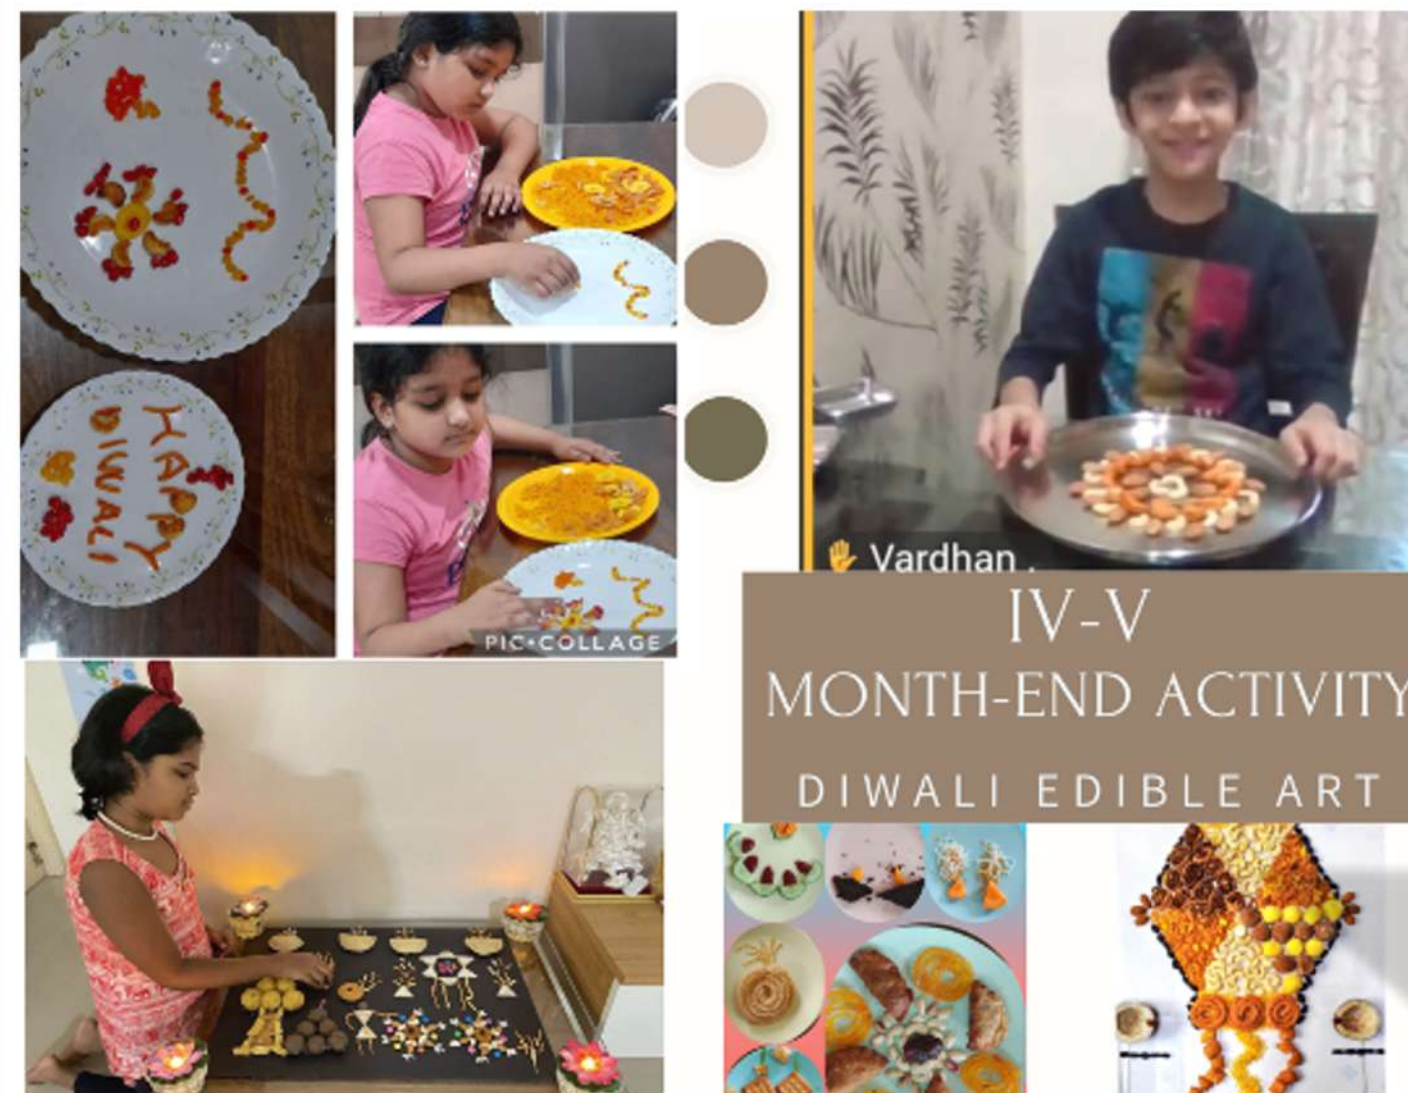 HAPPY
DIWALI
PIC•COLLAGE
✋ Vardhan .
IV-V
MONTH-END ACTIVITY
DIWALI EDIBLE ART